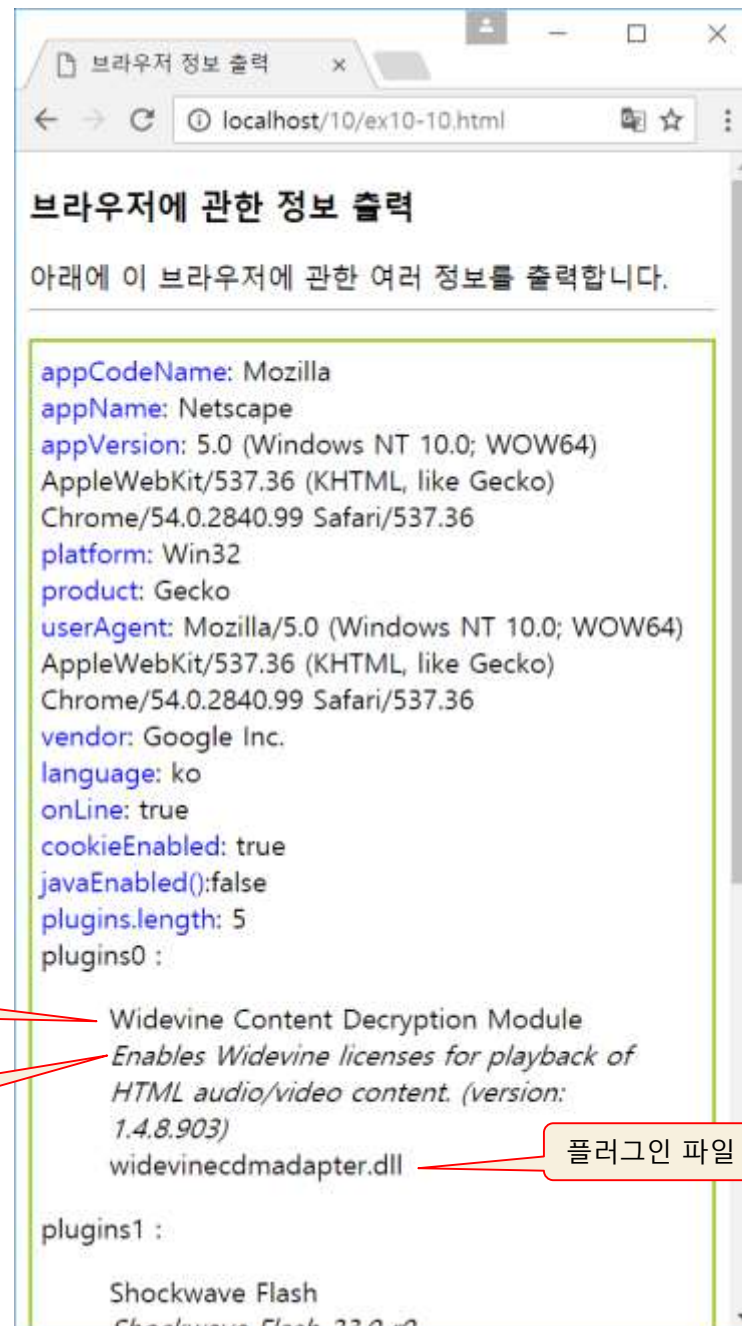 브라우저 정보 출력
localhost/10/ex10-10.html
브라우저에 관한 정보 출력
아래에 이 브라우저에 관한 여러 정보를 출력합니다.
appCodeName: Mozilla
appName: Netscape
appVersion: 5.0 (Windows NT 10.0; WOW64)
AppleWebKit/537.36 (KHTML, like Gecko)
Chrome/54.0.2840.99 Safari/537.36
platform: Win32
product: Gecko
userAgent: Mozilla/5.0 (Windows NT 10.0; WOW64)
AppleWebKit/537.36 (KHTML, like Gecko)
Chrome/54.0.2840.99 Safari/537.36
vendor: Google Inc.
language: ko
onLine: true
cookieEnabled: true
javaEnabled():false
plugins.length: 5
plugins0 :
Widevine Content Decryption Module
Enables Widevine licenses for playback of
HTML audio/video content. (version:
1.4.8.903)
widevinecdmadapter.dll
플러그인 파일
plugins1 :
Shockwave Flash
Shockwave Flash 23.0 r0